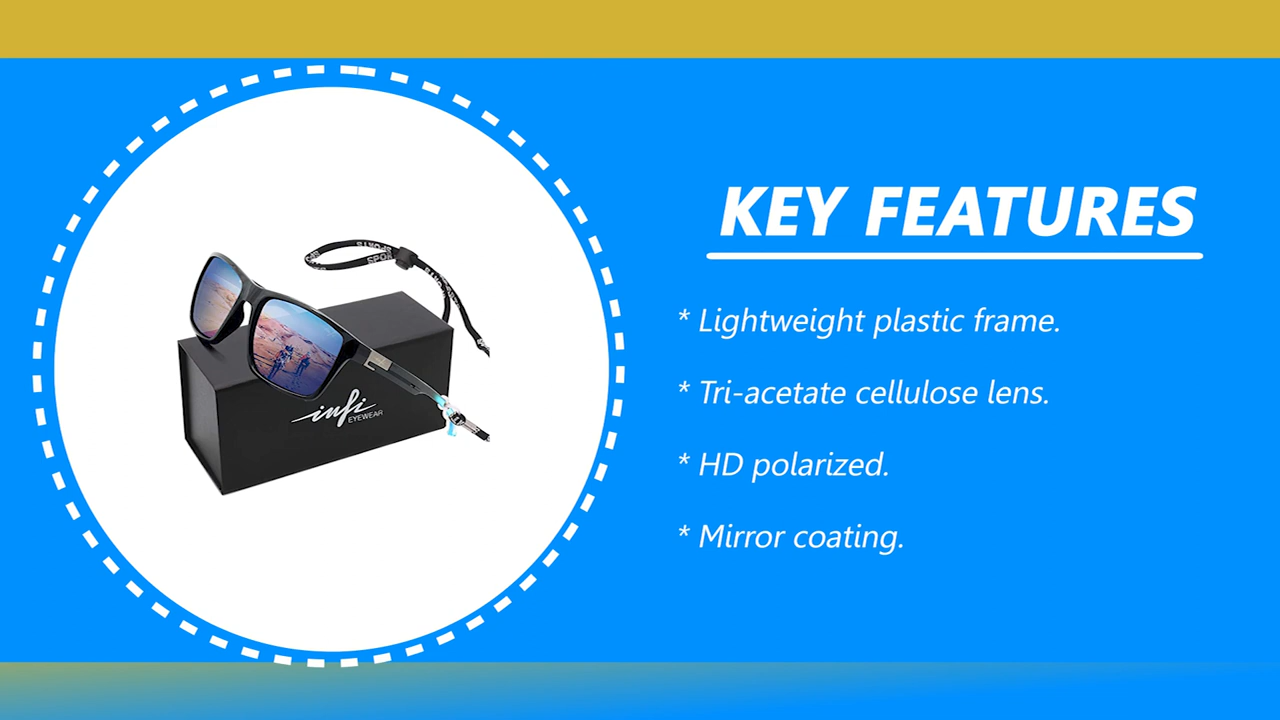 KEY FEATURES
* Lightweight plastic frame.
* Tri-acetate cellulose lens.
* HD polarized.
* Mirror coating.
infi
EYEWEAR